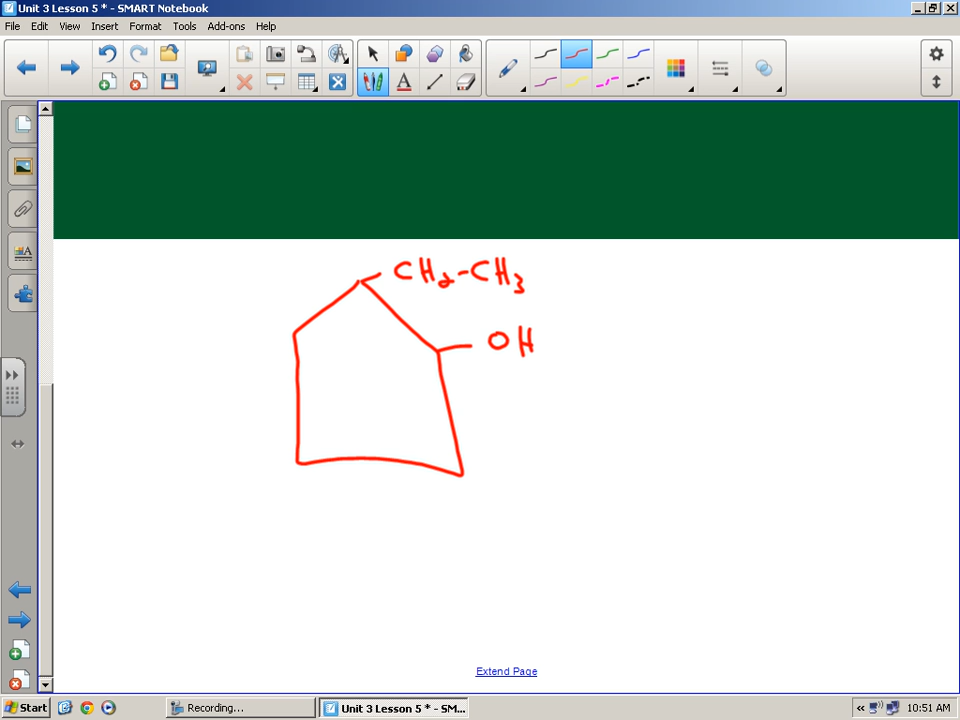 Unit 3 Lesson 5 * - SMART Notebook
File Edit View Insert Format Tools Add-ons Help
CH2-CH3
OH
Extend Page
Start Recording... Unit 3 Lesson 5 * - SM... « 10:51 AM